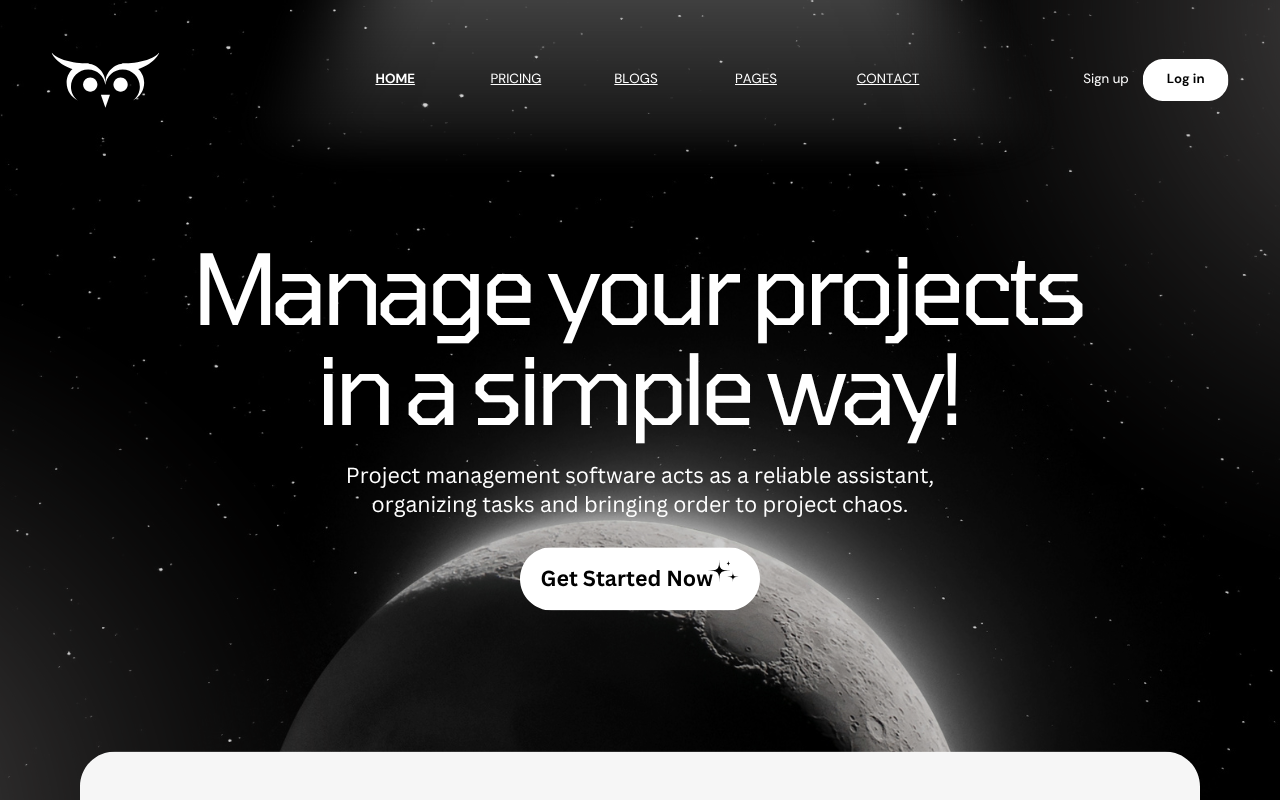 HOME
PRICING
BLOGS
PAGES
CONTACT
Sign up
Log in
Manage your projects
in a simple way!
Project management software acts as a reliable assistant,
organizing tasks and bringing order to project chaos.
Get Started Now